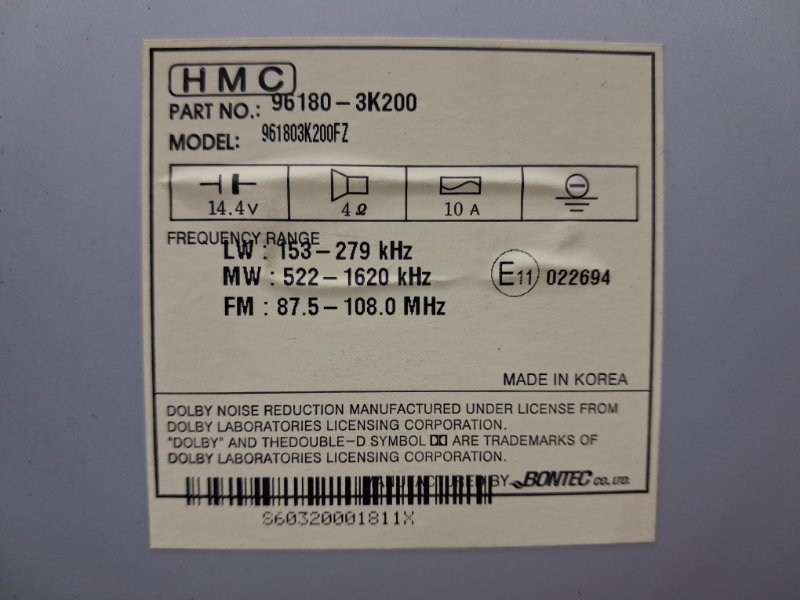 HMC
PART NO.: 96180-3K200
MODEL: 961803K200FZ
14.4V 4Ω 10 A
FREQUENCY RANGE
LW : 153-279 kHz
MW : 522-1620 kHz
E11 022694
FM : 87.5-108.0 MHz
MADE IN KOREA
DOLBY NOISE REDUCTION MANUFACTURED UNDER LICENSE FROM
DOLBY LABORATORIES LICENSING CORPORATION.
"DOLBY" AND THEDOUBLE-D SYMBOL DD ARE TRADEMARKS OF
DOLBY LABORATORIES LICENSING CORPORATION.
MANUFACTURED BY BONTEC CO., LTD.
S60320001811X